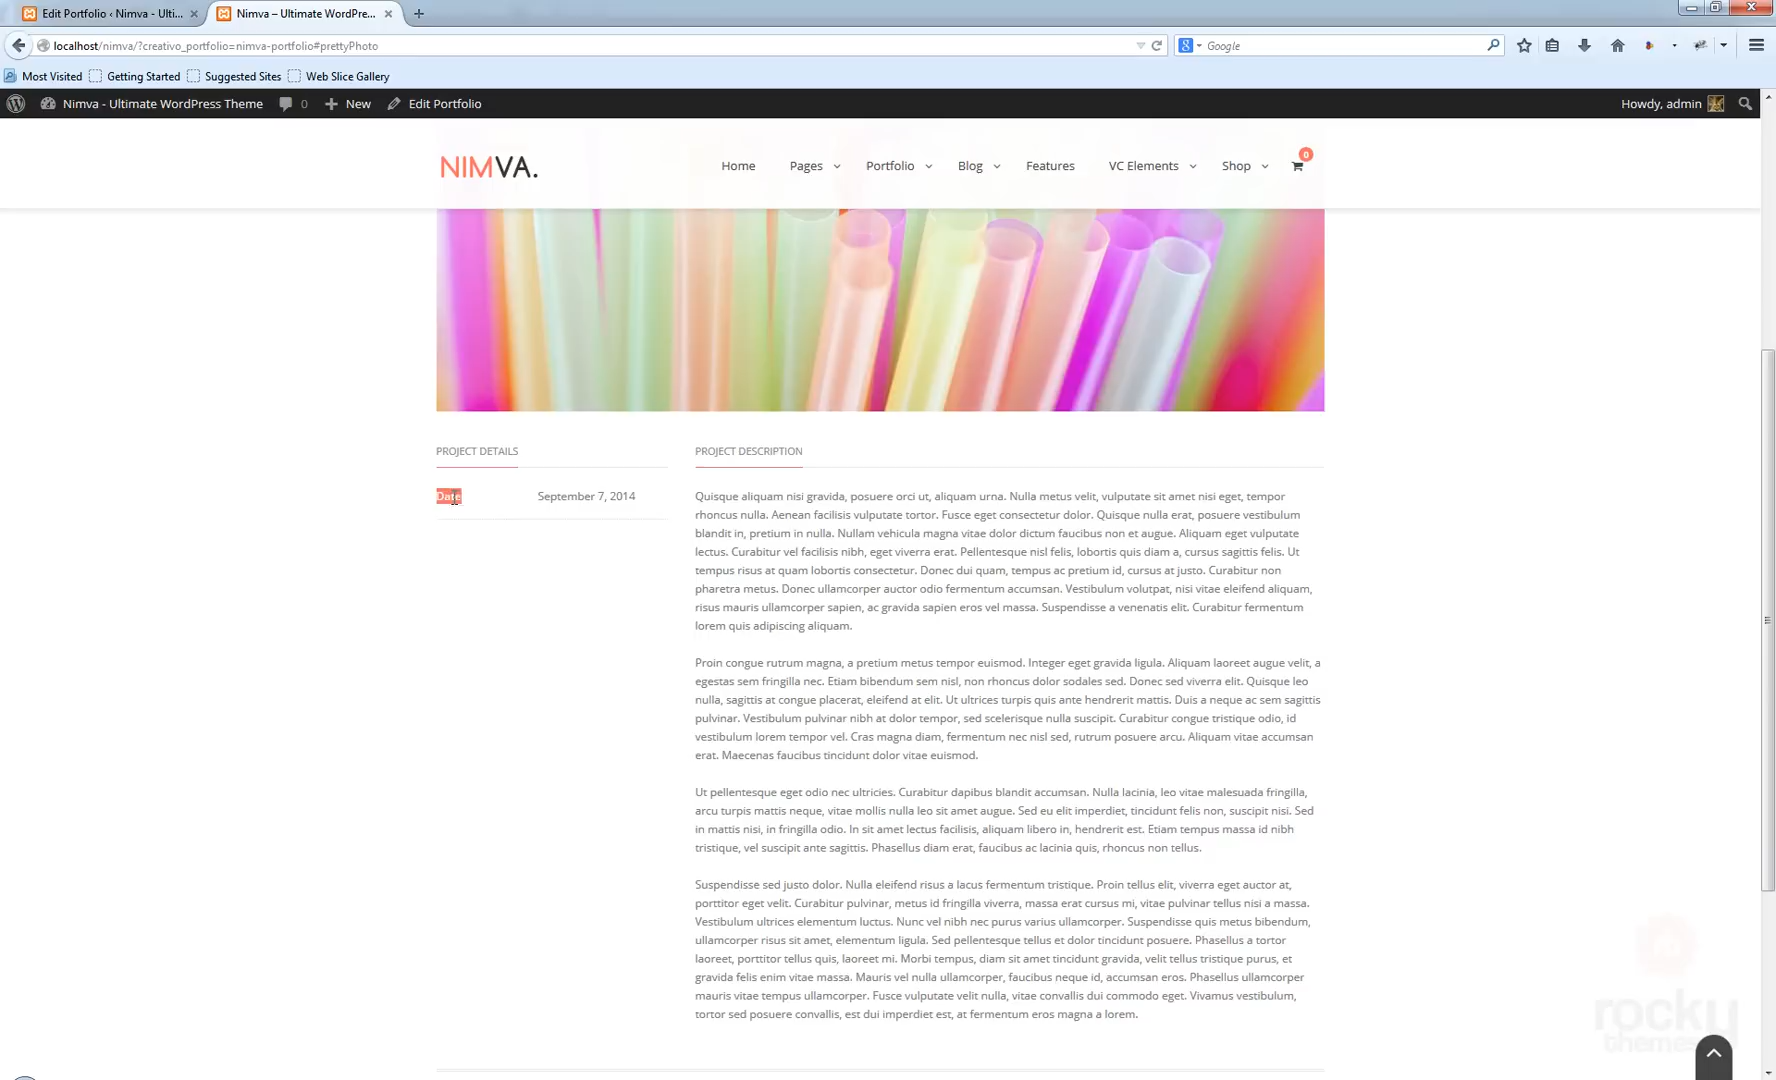 Edit Portfolio ‹ Nimva - Ulti...
Nimva – Ultimate WordPre...
localhost/nimva/?creativo_portfolio=nimva-portfolio#prettyPhoto
Google
Most Visited
Getting Started
Suggested Sites
Web Slice Gallery
Nimva - Ultimate WordPress Theme
0
New
Edit Portfolio
Howdy, admin
NIMVA.
Home
Pages
Portfolio
Blog
Features
VC Elements
Shop
0
PROJECT DETAILS
Date
September 7, 2014
PROJECT DESCRIPTION
Quisque aliquam nisi gravida, posuere orci ut, aliquam urna. Nulla metus velit, vulputate sit amet nisi eget, tempor
rhoncus nulla. Aenean facilisis vulputate tortor. Fusce eget consectetur dolor. Quisque nulla erat, posuere vestibulum
blandit in, pretium in nulla. Nullam vehicula magna vitae dolor dictum faucibus non et augue. Aliquam eget vulputate
lectus. Curabitur vel facilisis nibh, eget viverra erat. Pellentesque nisl felis, lobortis quis diam a, cursus sagittis felis. Ut
tempus risus at quam lobortis consectetur. Donec dui quam, tempus ac pretium id, cursus at justo. Curabitur non
pharetra metus. Donec ullamcorper auctor odio fermentum accumsan. Vestibulum volutpat, nisi vitae eleifend aliquam,
risus mauris ullamcorper sapien, ac gravida sapien eros vel massa. Suspendisse a venenatis elit. Curabitur fermentum
lorem quis adipiscing aliquam.
Proin congue rutrum magna, a pretium metus tempor euismod. Integer eget gravida ligula. Aliquam laoreet augue velit, a
egestas sem fringilla nec. Etiam bibendum sem nisl, non rhoncus dolor sodales sed. Donec sed viverra elit. Quisque leo
nulla, sagittis at congue placerat, eleifend at elit. Ut ultrices turpis quis ante hendrerit mattis. Duis a neque ac sem sagittis
pulvinar. Vestibulum pulvinar nibh at dolor tempor, sed scelerisque nulla suscipit. Curabitur congue tristique odio, id
vestibulum lorem tempor vel. Cras magna diam, fermentum nec nisl sed, rutrum posuere arcu. Aliquam vitae accumsan
erat. Maecenas faucibus tincidunt dolor vitae euismod.
Ut pellentesque eget odio nec ultricies. Curabitur dapibus blandit accumsan. Nulla lacinia, leo vitae malesuada fringilla,
arcu turpis mattis neque, vitae mollis nulla leo sit amet augue. Sed eu elit imperdiet, tincidunt felis non, suscipit nisi. Sed
in mattis nisi, in fringilla odio. In sit amet lectus facilisis, aliquam libero in, hendrerit est. Etiam tempus massa id nibh
tristique, vel suscipit ante sagittis. Phasellus diam erat, faucibus ac lacinia quis, rhoncus non tellus.
Suspendisse sed justo dolor. Nulla eleifend risus a lacus fermentum tristique. Proin tellus elit, viverra eget auctor at,
porttitor eget velit. Curabitur pulvinar, metus id fringilla viverra, massa erat cursus mi, vitae pulvinar tellus nisi a massa.
Vestibulum ultrices elementum luctus. Nunc vel nibh nec purus varius ullamcorper. Suspendisse quis metus bibendum,
ullamcorper risus sit amet, elementum ligula. Sed pellentesque tellus et dolor tincidunt posuere. Phasellus a tortor
laoreet, porttitor tellus quis, laoreet mi. Morbi tempus, diam sit amet tincidunt gravida, velit tellus tristique purus, et
gravida felis enim vitae massa. Mauris vel nulla ullamcorper, faucibus neque id, accumsan eros. Phasellus ullamcorper
mauris vitae tempus ullamcorper. Fusce vulputate velit nulla, vitae convallis dui commodo eget. Vivamus vestibulum,
tortor sed posuere convallis, est dui imperdiet est, at fermentum eros magna a lorem.
rocky
themes